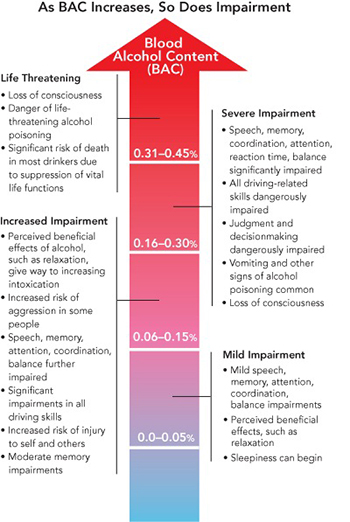 As BAC Increases, So Does Impairment
Blood
Alcohol Content
(BAC)
Life Threatening
• Loss of consciousness
• Danger of life-
threatening alcohol
poisoning
• Significant risk of death
in most drinkers due
to suppression of vital
life functions
0.31–0.45%
Severe Impairment
• Speech, memory,
coordination, attention,
reaction time, balance
significantly impaired
• All driving-related
skills dangerously
impaired
• Judgment and
decisionmaking
dangerously impaired
• Vomiting and other
signs of alcohol
poisoning common
• Loss of consciousness
0.16–0.30%
Increased Impairment
• Perceived beneficial
effects of alcohol,
such as relaxation,
give way to increasing
intoxication
• Increased risk of
aggression in some
people
• Speech, memory,
attention, coordination,
balance further
impaired
• Significant
impairments in all
driving skills
• Increased risk of injury
to self and others
• Moderate memory
impairments
0.06–0.15%
Mild Impairment
• Mild speech,
memory, attention,
coordination,
balance impairments
• Perceived beneficial
effects, such as
relaxation
• Sleepiness can begin
0.0–0.05%